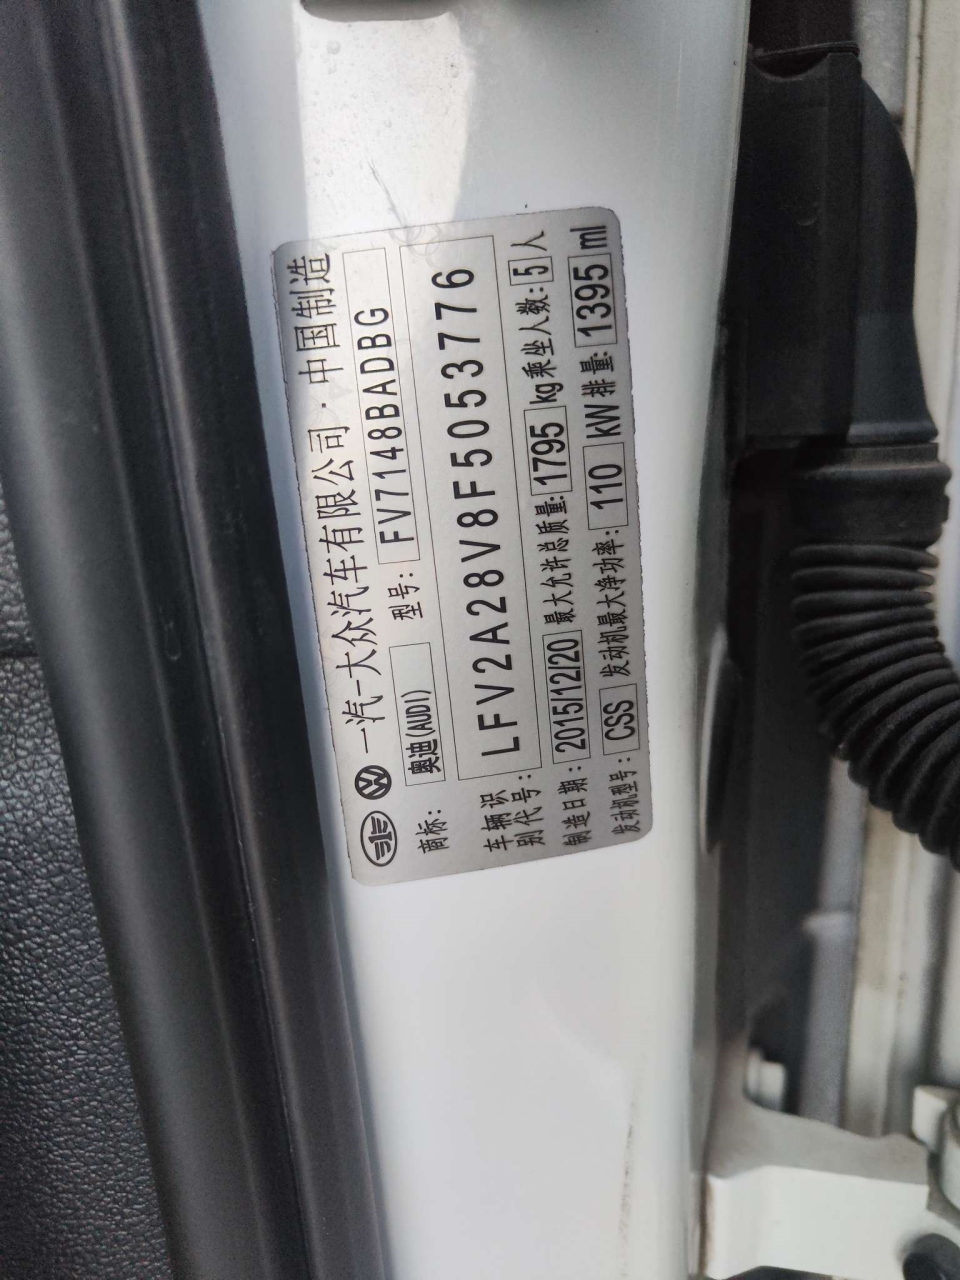 一汽-大众汽车有限公司·中国制造
商标: 奥迪(AUDI) 型号: FV7148BADBG
车辆识别代号: LFV2A28V8F5053776
制造日期: 2015/12/20 最大允许总质量: 1795 kg 乘坐人数: 5 人
发动机型号: CSS 发动机最大净功率: 110 kW 排量: 1395 ml